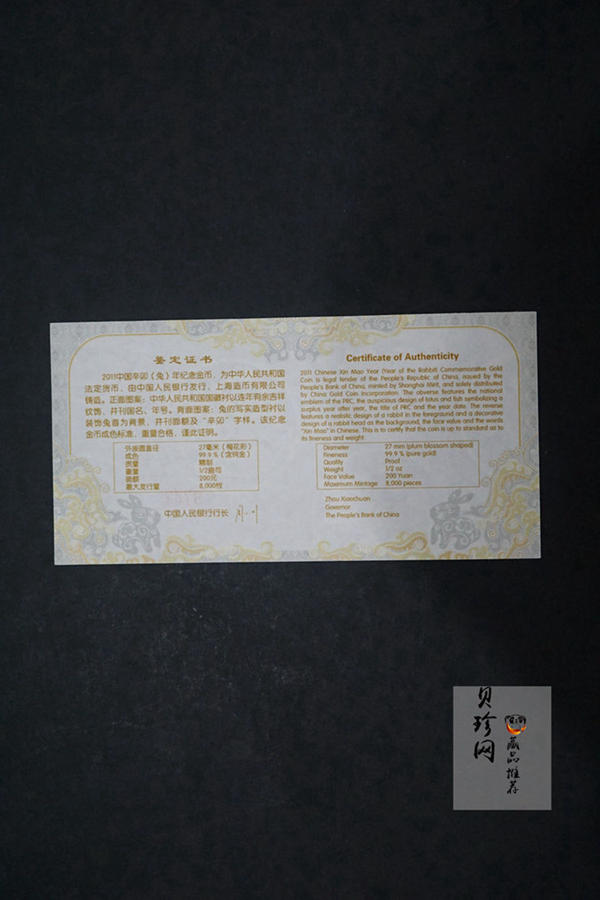 鉴定证书
2011中国辛卯（兔）年纪念金币，为中华人民共和国
法定货币，由中国人民银行发行，上海造币有限公司
铸造。正面图案：中华人民共和国国徽衬以连年有余吉祥
纹饰，并刊国名、年号。背面图案：兔的写实造型衬以
装饰兔首为背景，并刊面额及“辛卯”字样。该纪念
金币成色标准，重量合格，谨此证明。
外接圆直径 27毫米（梅花形）
成色 99.9%（含纯金）
质量 精制
重量 1/2盎司
面额 200元
最大发行量 8,000枚
中国人民银行行长
Certificate of Authenticity
2011 Chinese Xin Mao Year (Year of the Rabbit) Commemorative Gold
Coin is legal tender of the People's Republic of China, issued by the
People's Bank of China, minted by Shanghai Mint, and solely distributed
by China Gold Coin Incorporation. The obverse features the national
emblem of the PRC, the auspicious design of lotus and fish symbolizing a
surplus year after year, the title of PRC and the year date. The reverse
features a realistic design of a rabbit in the foreground and a decorative
design of a rabbit head as the background, the face value and the words
"Xin Mao" in Chinese. This is to certify that the coin is up to standard as to
its fineness and weight.
Diameter 27 mm (plum blossom shaped)
Fineness 99.9 % (pure gold)
Quality Proof
Weight 1/2 oz
Face Value 200 Yuan
Maximum Mintage 8,000 pieces
Zhou Xiaochuan
Governor
The People's Bank of China
贝珍网
藏品推荐